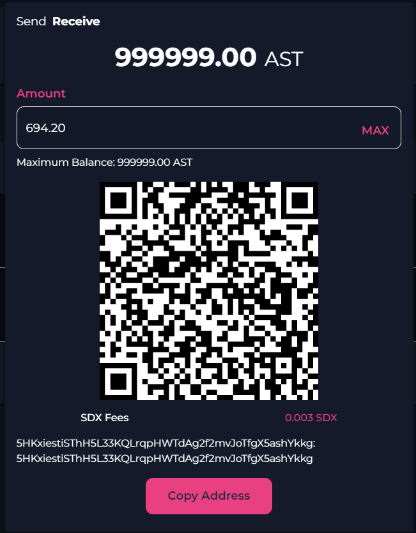 Send Receive
999999.00 AST
Amount
694.20 MAX
Maximum Balance: 999999.00 AST
SDX Fees 0.003 SDX
5HKxiestiSThH5L33KQLrqpHWTdAg2f2mvJoTfgX5ashYkkg:
5HKxiestiSThH5L33KQLrqpHWTdAg2f2mvJoTfgX5ashYkkg
Copy Address